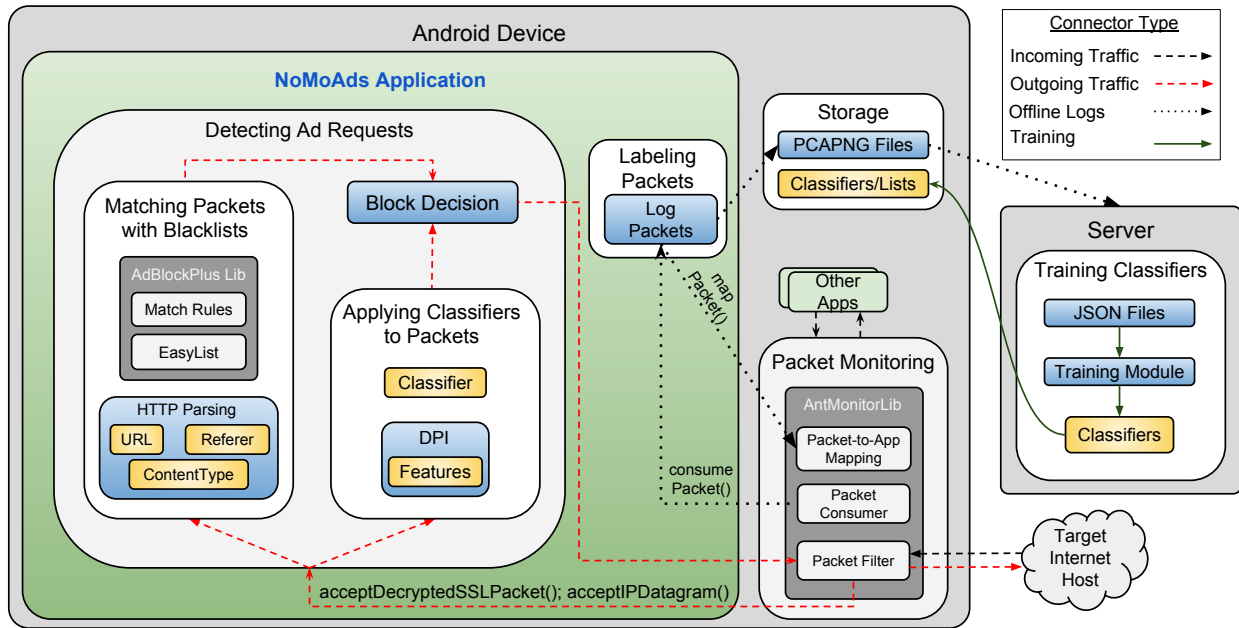 Android Device
NoMoAds Application
Detecting Ad Requests
Matching Packets
with Blacklists
AdBlockPlus Lib
Match Rules
EasyList
HTTP Parsing
URL
Referer
ContentType
Block Decision
Applying Classifiers
to Packets
Classifier
DPI
Features
Labeling
Packets
Log
Packets
map
Packet()
consume
Packet()
acceptDecryptedSSLPacket(); acceptIPDatagram()
Storage
PCAPNG Files
Classifiers/Lists
Other
Apps
Packet Monitoring
AntMonitorLib
Packet-to-App
Mapping
Packet
Consumer
Packet Filter
Connector Type
Incoming Traffic
Outgoing Traffic
Offline Logs
Training
Server
Training Classifiers
JSON Files
Training Module
Classifiers
Target
Internet
Host